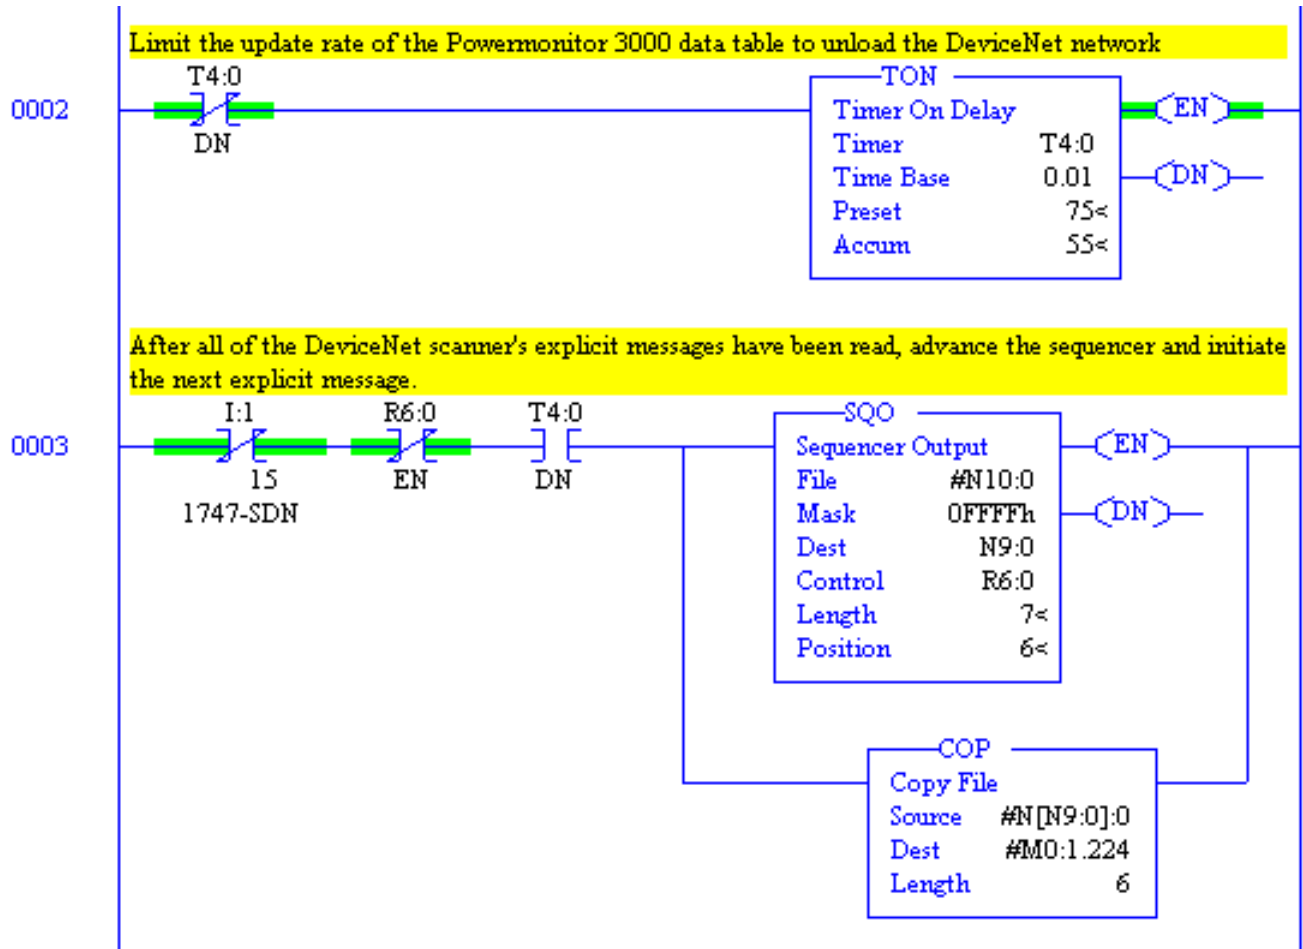 Limit the update rate of the Powermonitor 3000 data table to unload the DeviceNet network
T4:0
DN
0002
TON
Timer On Delay
Timer T4:0
Time Base 0.01
Preset 75<
Accum 55<
EN
DN
After all of the DeviceNet scanner's explicit messages have been read, advance the sequencer and initiate
the next explicit message.
0003
I:1
15
1747-SDN
R6:0
EN
T4:0
DN
SQO
Sequencer Output
File #N10:0
Mask 0FFFFh
Dest N9:0
Control R6:0
Length 7<
Position 6<
EN
DN
COP
Copy File
Source #N[N9:0]:0
Dest #M0:1.224
Length 6